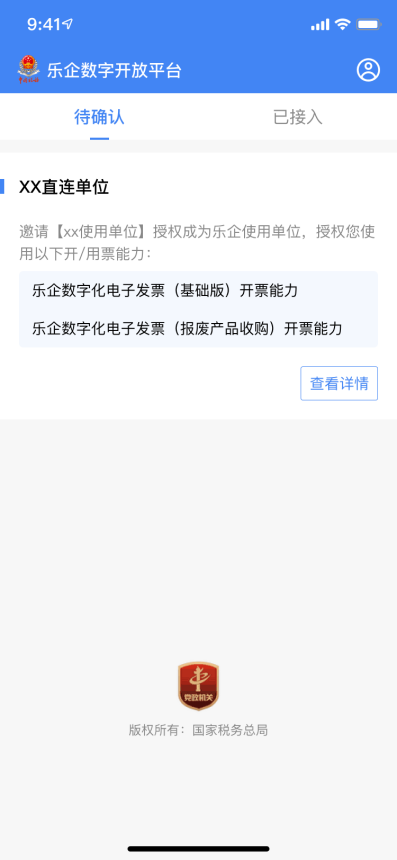 9:41
乐企数字开放平台
待确认
已接入
XX直连单位
邀请【xx使用单位】授权成为乐企使用单位，授权您使
用以下开/用票能力：
乐企数字化电子发票（基础版）开票能力
乐企数字化电子发票（报废产品收购）开票能力
查看详情
党政机关
版权所有：国家税务总局